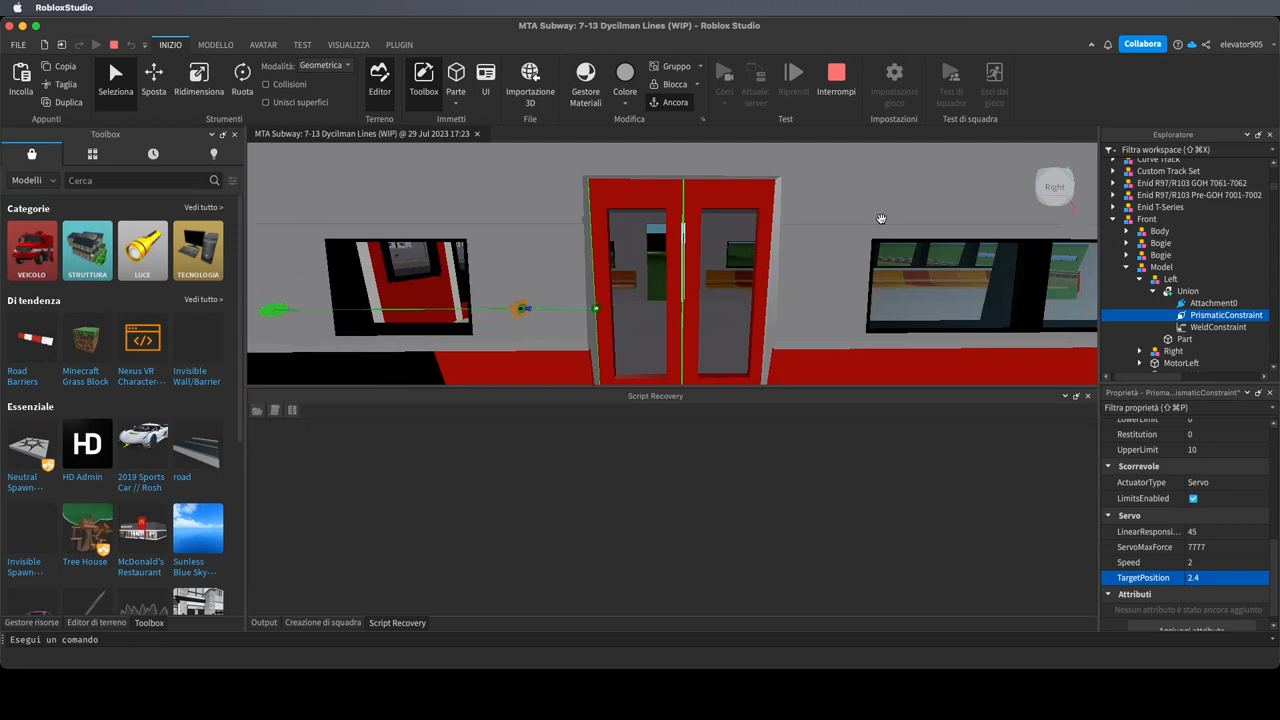 RobloxStudio
MTA Subway: 7-13 Dycilman Lines (WIP) - Roblox Studio
FILE
INIZIO
MODELLO
AVATAR
TEST
VISUALIZZA
PLUGIN
Collabora
elevator905
Incolla
Copia
Taglia
Duplica
Appunti
Seleziona
Sposta
Ridimensiona
Ruota
Strumenti
Modalità: Geometrica
Collisioni
Unisci superfici
Editor
Terreno
Toolbox
Parte
UI
Immetti
Importazione
3D
File
Gestore
Materiali
Colore
Gruppo
Blocca
Ancora
Modifica
Corri
Attuale:
server
Riprendi
Interrompi
Test
Impostazioni
gioco
Impostazioni
Test di
squadra
Esci dal
gioco
Test di squadra
Toolbox
Modelli
Cerca
Categorie
Vedi tutto >
VEICOLO
STRUTTURA
LUCE
TECNOLOGIA
Di tendenza
Vedi tutto >
Road
Barriers
Minecraft
Grass Block
Nexus VR
Character···
Invisible
Wall/Barrier
Essenziale
Vedi tutto >
Neutral
Spawn···
HD Admin
2019 Sports
Car // Rosh
road
Invisible
Spawn···
Tree House
McDonald's
Restaurant
Sunless
Blue Sky···
Gestore risorse
Editor di terreno
Toolbox
MTA Subway: 7-13 Dycilman Lines (WIP) @ 29 Jul 2023 17:23
Right
Script Recovery
Output
Creazione di squadra
Script Recovery
Esegui un comando
Esploratore
Filtra workspace (⇧⌘X)
Curve Track
Custom Track Set
Enid R97/R103 GOH 7061-7062
Enid R97/R103 Pre-GOH 7001-7002
Enid T-Series
Front
Body
Bogie
Bogie
Model
Left
Union
Attachment0
PrismaticConstraint
WeldConstraint
Part
Right
MotorLeft
Proprietà - Prisma...ismaticConstraint"
Filtra proprietà (⇧⌘P)
LowerLimit 0
Restitution 0
UpperLimit 10
Scorrevole
ActuatorType Servo
LimitsEnabled
Servo
LinearResponsi... 45
ServoMaxForce 7777
Speed 2
TargetPosition 2.4
Attributi
Nessun attributo è stato ancora aggiunto
Aggiungi attributo